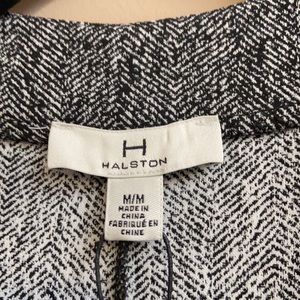 H
HALSTON
M/M
MADE IN
CHINA
FABRIQUÉ EN
CHINE